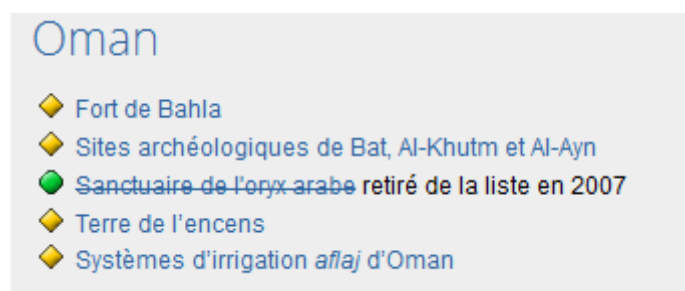 Oman
Fort de Bahla
Sites archéologiques de Bat, Al-Khutm et Al-Ayn
Sanctuaire de l'oryx arabe retiré de la liste en 2007
Terre de l’encens
Systèmes d’irrigation aflaj d’Oman